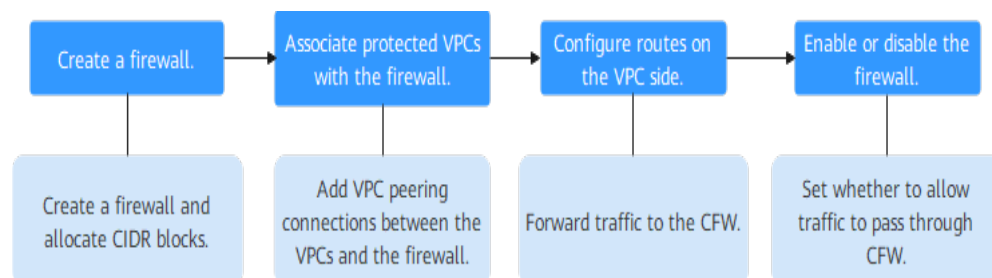 Create a firewall.
Associate protected VPCs
with the firewall.
Configure routes on
the VPC side.
Enable or disable the
firewall.
Create a firewall and
allocate CIDR blocks.
Add VPC peering
connections between the
VPCs and the firewall.
Forward traffic to the CFW.
Set whether to allow
traffic to pass through
CFW.